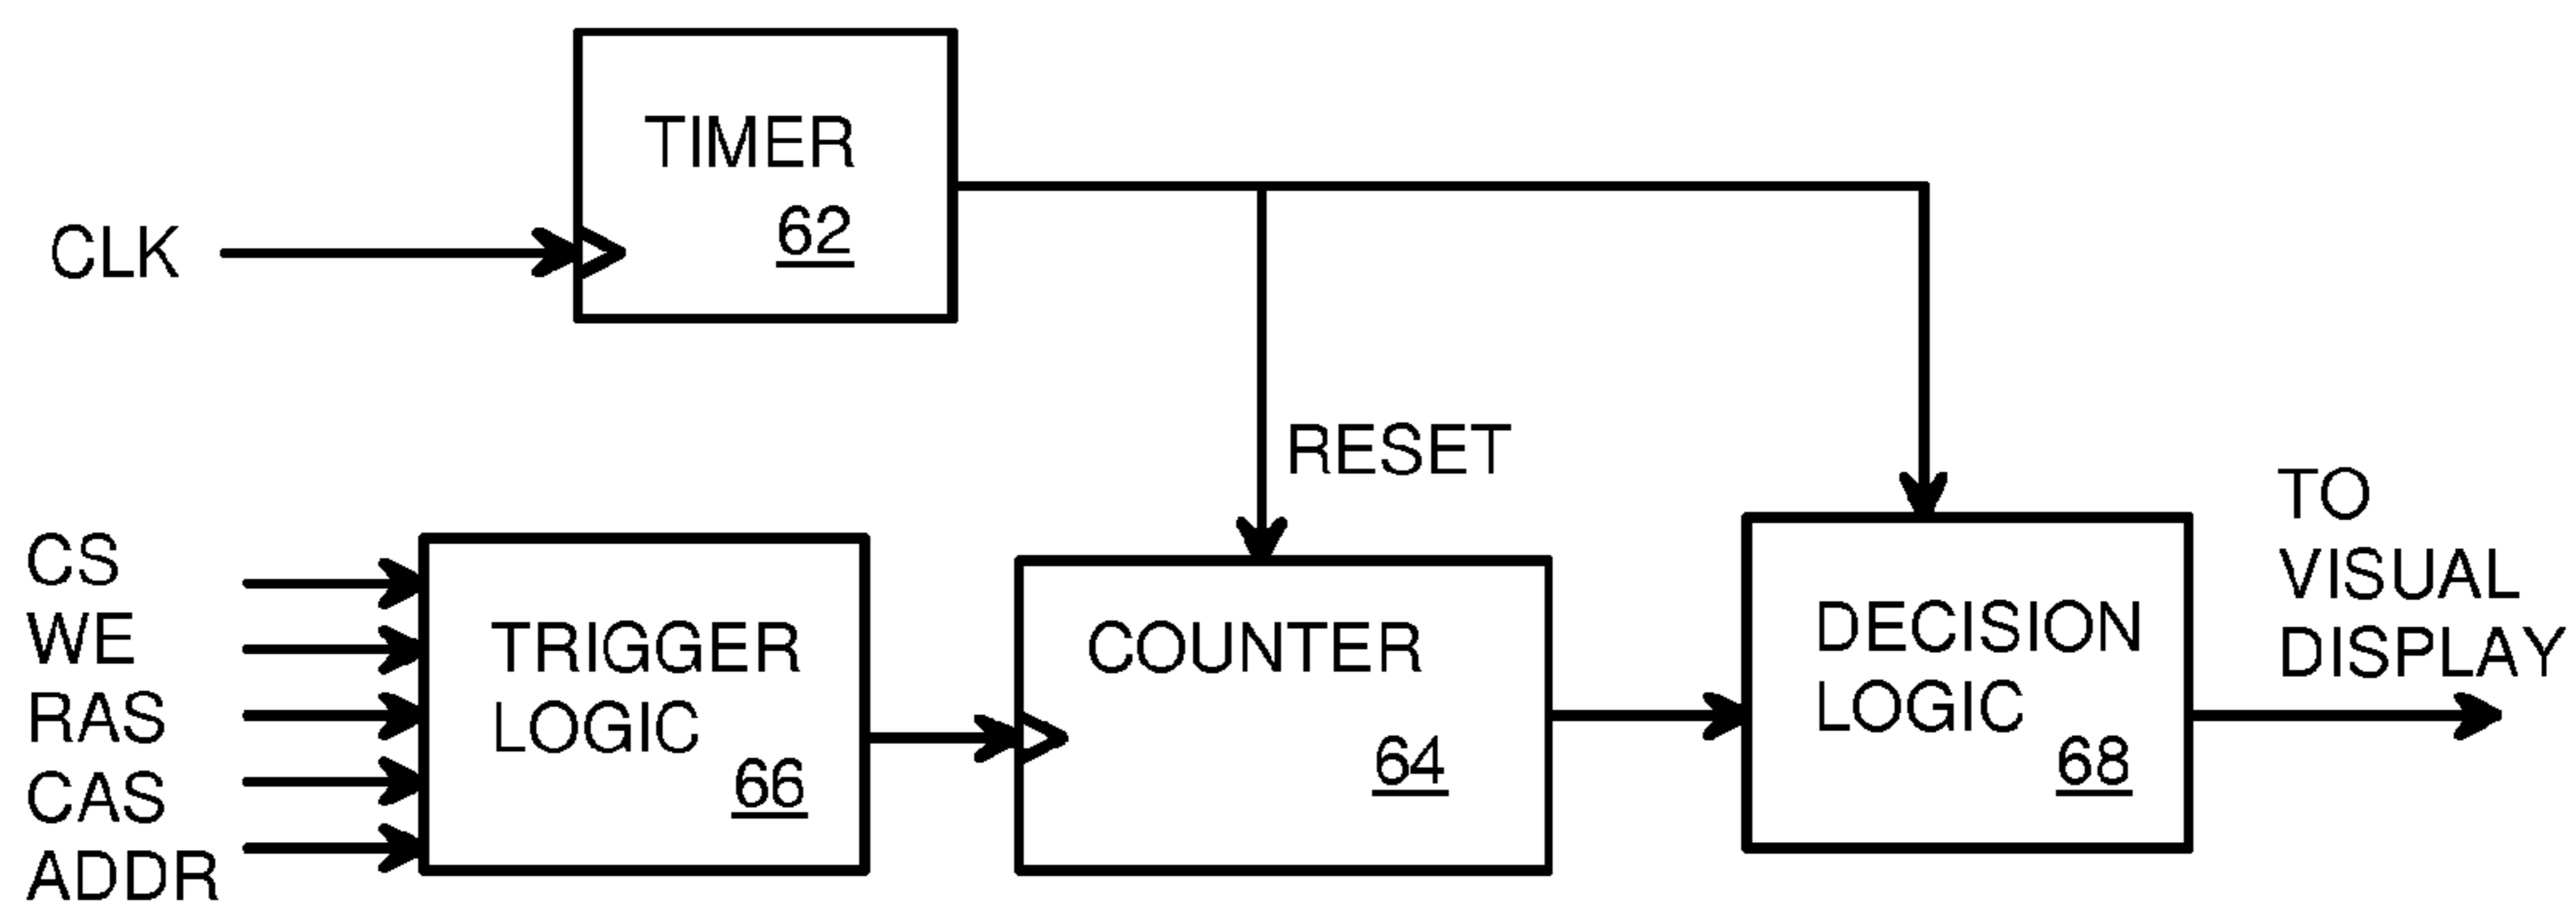 TIMER
62
CLK
RESET
CS
WE
RAS
CAS
ADDR
TRIGGER
LOGIC
66
COUNTER
64
DECISION
LOGIC
68
TO
VISUAL
DISPLAY